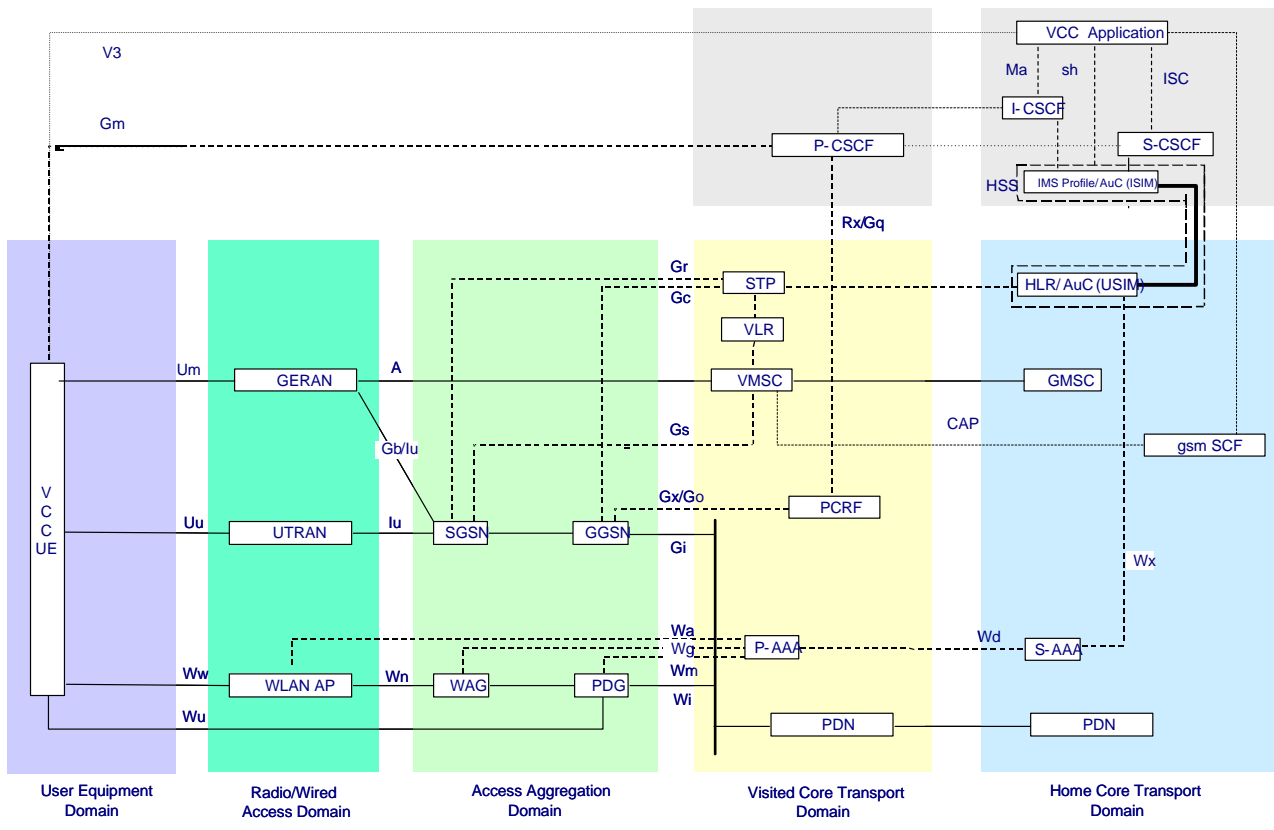 VCC Application
V3
Ma
sh
ISC
I-CSCF
Gm
P-CSCF
S-CSCF
HSS
IMS Profile/AuC (ISIM)
Rx/Gq
Gr
STP
HLR/AuC (USIM)
Gc
VLR
Um
GERAN
A
VMSC
GMSC
Gb/Iu
Gs
CAP
gsm SCF
V
C
C
UE
Gx/Go
PCRF
Uu
UTRAN
Iu
SGSN
GGSN
Gi
Wx
Wa
Wg
P-AAA
Wd
S-AAA
Ww
WLAN AP
Wn
WAG
PDG
Wm
Wi
Wu
PDN
PDN
User Equipment
Domain
Radio/Wired
Access Domain
Access Aggregation
Domain
Visited Core Transport
Domain
Home Core Transport
Domain